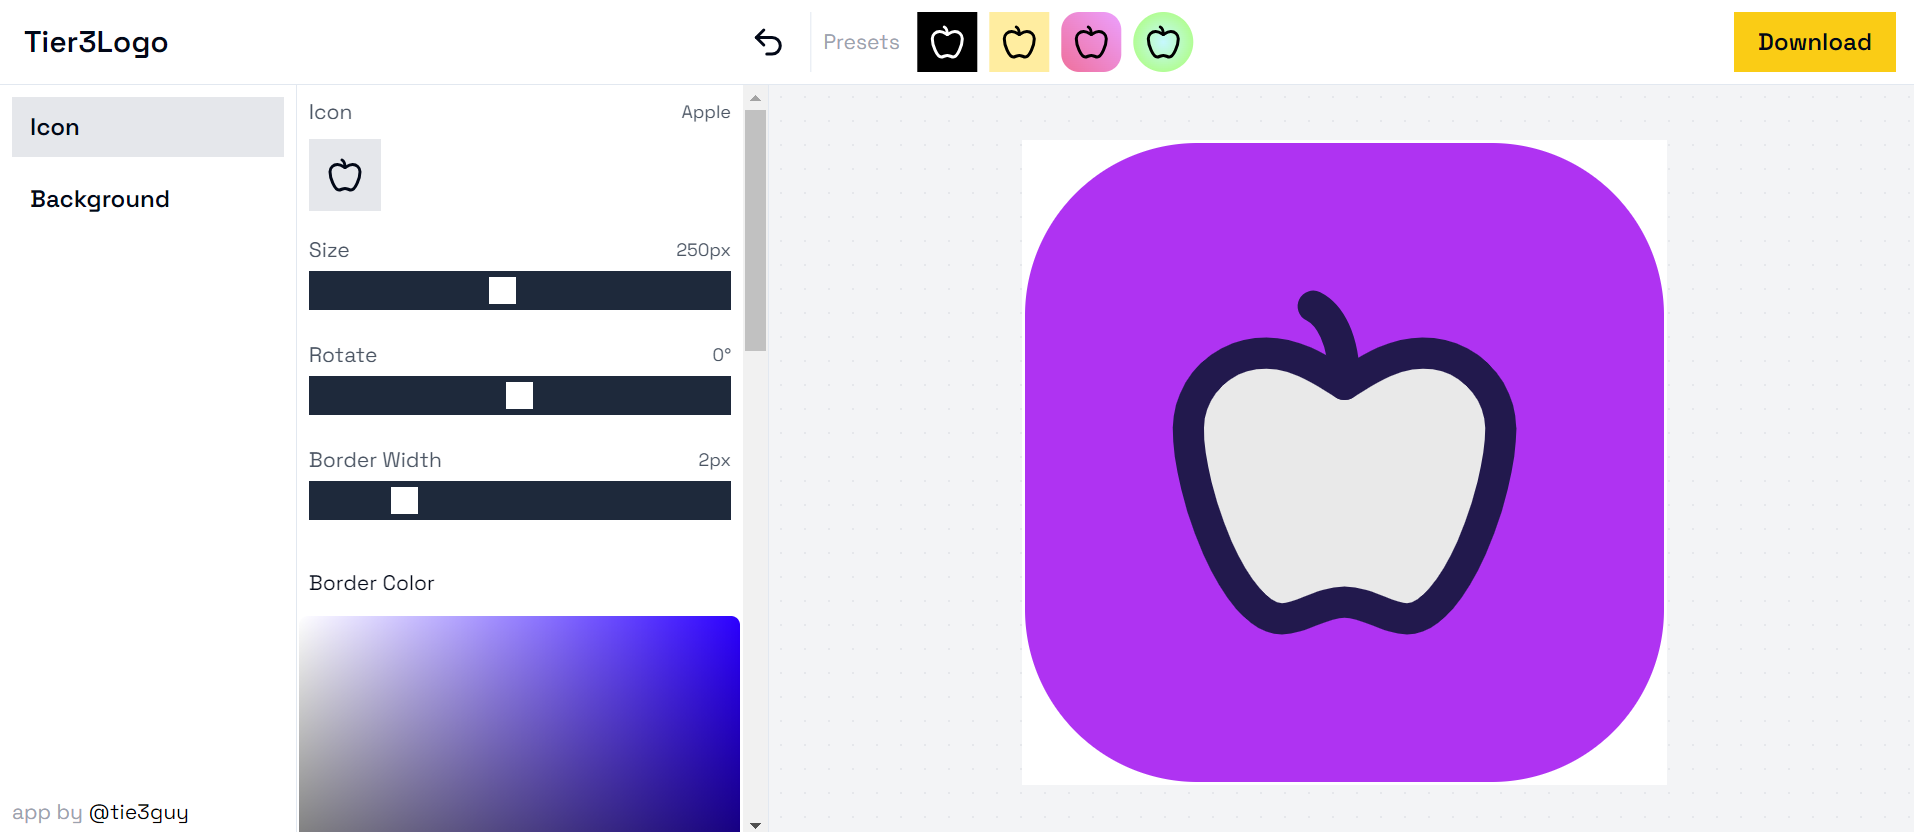 Tier3Logo
Presets
Download
Icon
Background
Icon
Apple
Size
250px
Rotate
0°
Border Width
2px
Border Color
app by @tie3guy